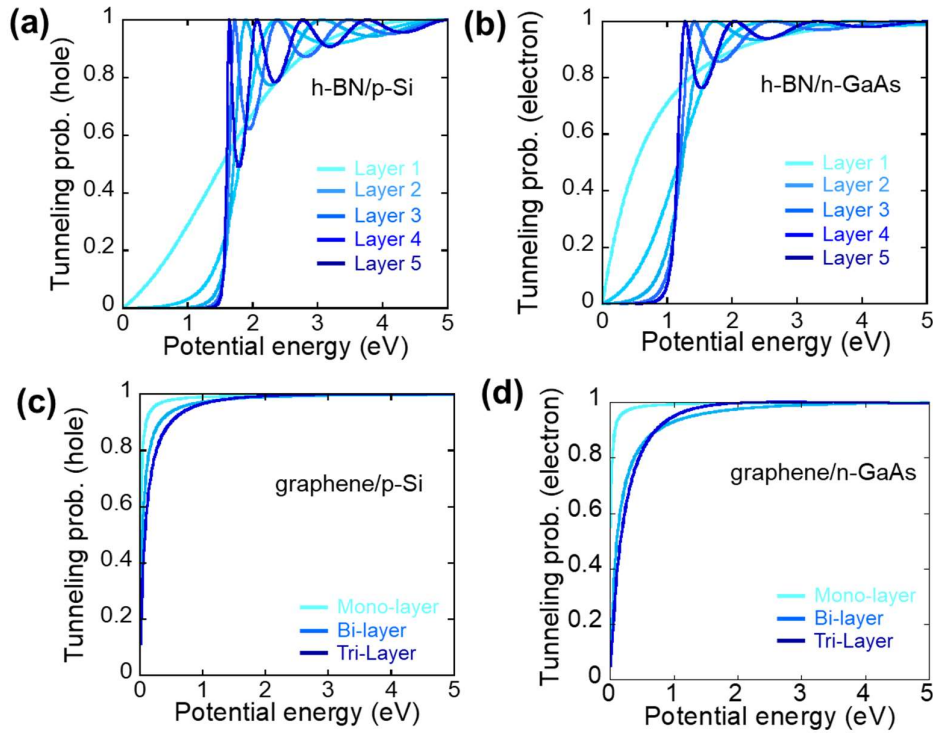 (a)
Tunneling prob. (hole)
1
0.8
0.6
0.4
0.2
0
h-BN/p-Si
Layer 1
Layer 2
Layer 3
Layer 4
Layer 5
0 1 2 3 4 5
Potential energy (eV)
(b)
Tunneling prob. (electron)
1
0.8
0.6
0.4
0.2
0
h-BN/n-GaAs
Layer 1
Layer 2
Layer 3
Layer 4
Layer 5
0 1 2 3 4 5
Potential energy (eV)
(c)
Tunneling prob. (hole)
1
0.8
0.6
0.4
0.2
0
graphene/p-Si
Mono-layer
Bi-layer
Tri-Layer
0 1 2 3 4 5
Potential energy (eV)
(d)
Tunneling prob. (electron)
1
0.8
0.6
0.4
0.2
0
graphene/n-GaAs
Mono-layer
Bi-layer
Tri-Layer
0 1 2 3 4 5
Potential energy (eV)